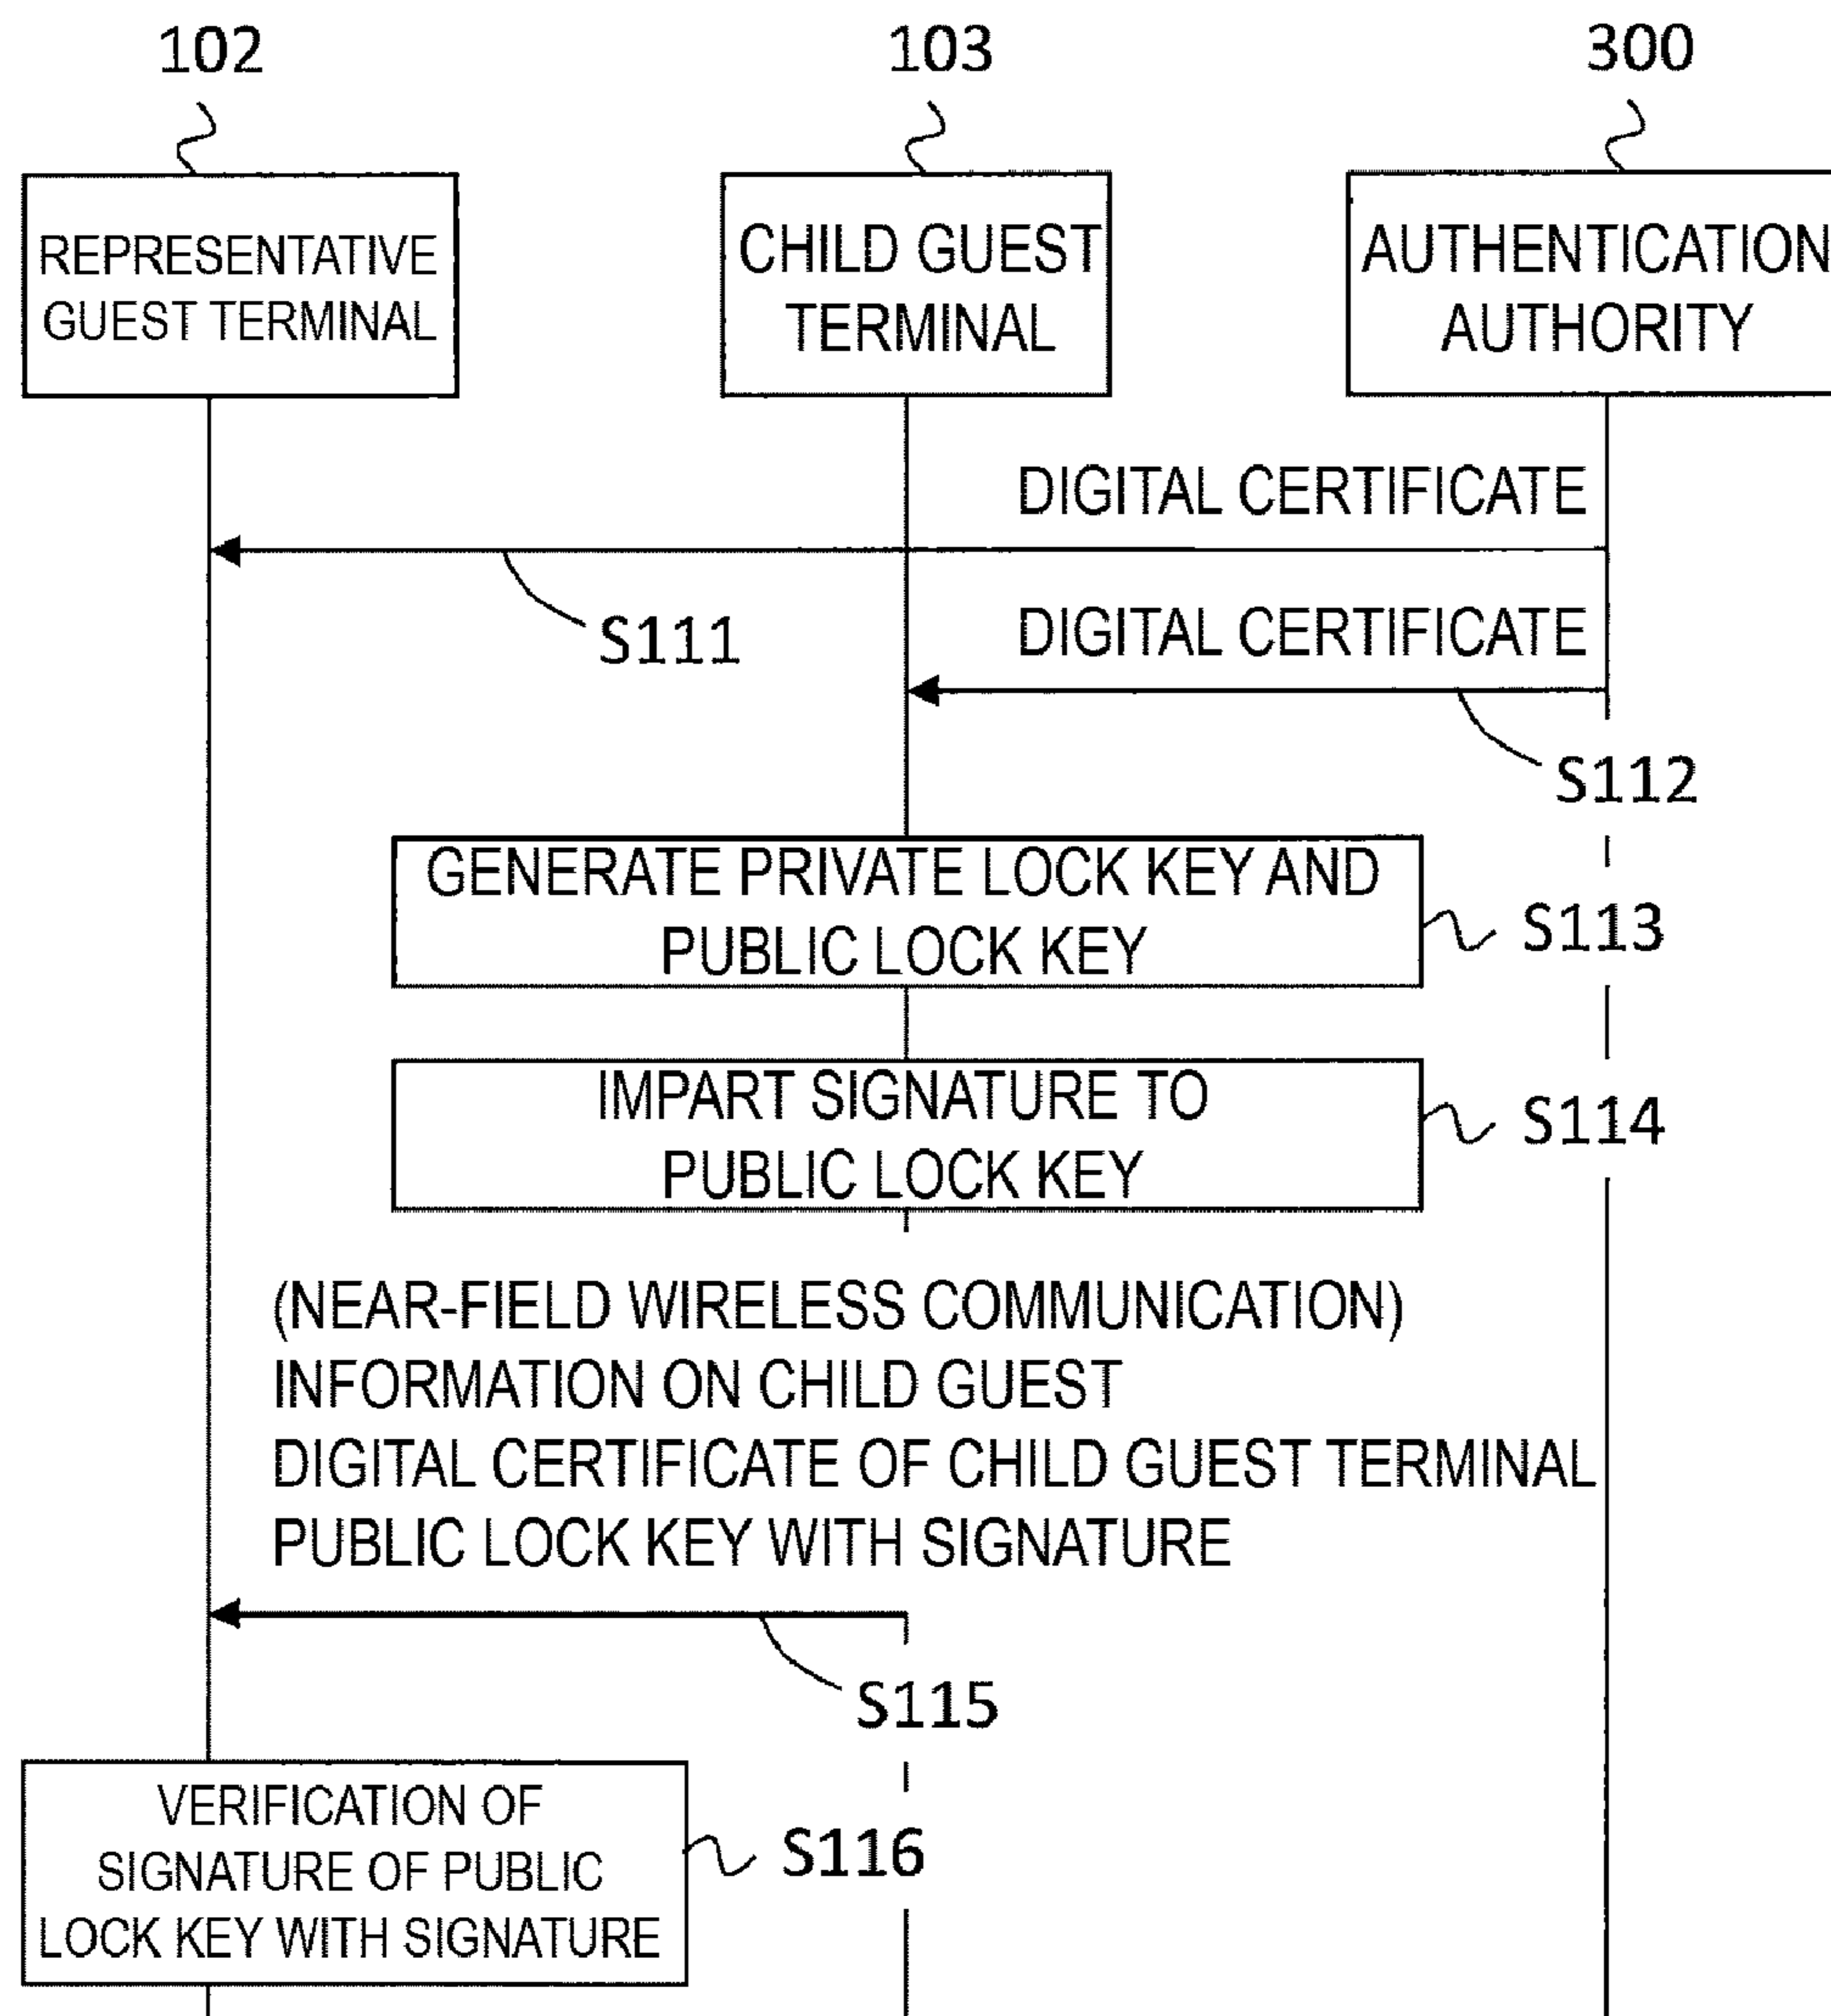 102
103
300
REPRESENTATIVE
GUEST TERMINAL
CHILD GUEST
TERMINAL
AUTHENTICATION
AUTHORITY
DIGITAL CERTIFICATE
S111
DIGITAL CERTIFICATE
S112
GENERATE PRIVATE LOCK KEY AND
PUBLIC LOCK KEY
S113
IMPART SIGNATURE TO
PUBLIC LOCK KEY
S114
(NEAR-FIELD WIRELESS COMMUNICATION)
INFORMATION ON CHILD GUEST
DIGITAL CERTIFICATE OF CHILD GUEST TERMINAL
PUBLIC LOCK KEY WITH SIGNATURE
S115
VERIFICATION OF
SIGNATURE OF PUBLIC
LOCK KEY WITH SIGNATURE
S116